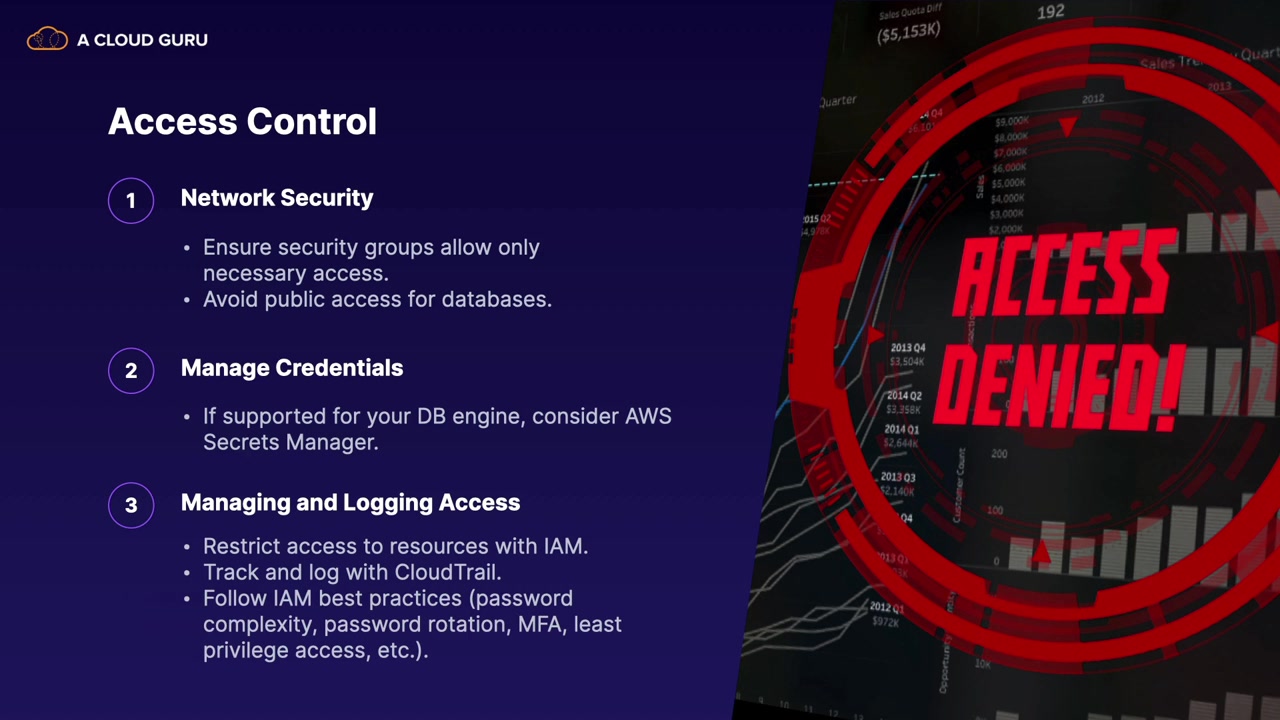 A CLOUD GURU
Access Control
1
Network Security
• Ensure security groups allow only
necessary access.
• Avoid public access for databases.
2
Manage Credentials
• If supported for your DB engine, consider AWS
Secrets Manager.
3
Managing and Logging Access
• Restrict access to resources with IAM.
• Track and log with CloudTrail.
• Follow IAM best practices (password
complexity, password rotation, MFA, least
privilege access, etc.).
Sales Quota Diff
($5,153K)
192
Quarter
2012
2013
$9,000K
$8,000K
$7,000K
$6,000K
$5,000K
$4,000K
$3,000K
$2,000K
Sales
ACCESS
DENIED!
2013 Q4
$3,504K
2014 Q2
$3,358K
2014 Q1
$2,644K
2013 Q3
$2,140K
Q4
2012 Q1
$972K
Customer Count
200
100
0
10K
8
9
10
11
12